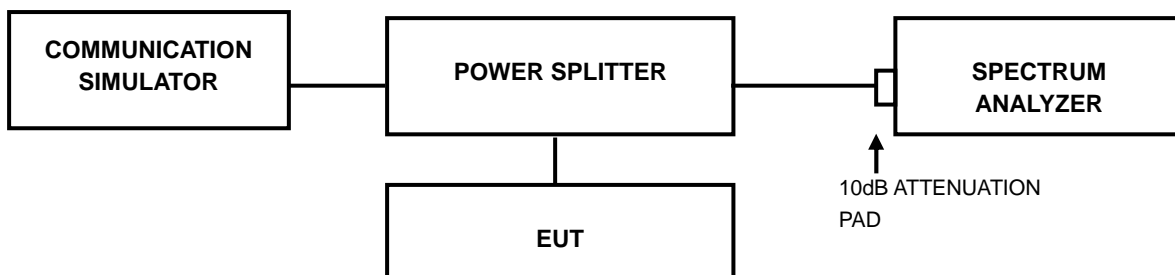 COMMUNICATION
SIMULATOR
POWER SPLITTER
SPECTRUM
ANALYZER
10dB ATTENUATION
PAD
EUT